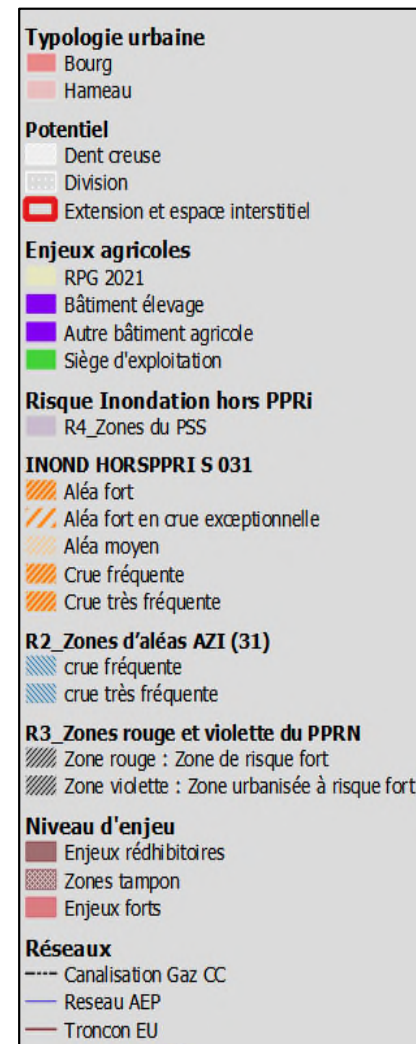 Typologie urbaine
Bourg
Hameau
Potentiel
Dent creuse
Division
Extension et espace interstitiel
Enjeux agricoles
RPG 2021
Bâtiment élevage
Autre bâtiment agricole
Siège d'exploitation
Risque Inondation hors PPRi
R4_Zones du PSS
INOND HORSPPRI S 031
Aléa fort
Aléa fort en crue exceptionnelle
Aléa moyen
Crue fréquente
Crue très fréquente
R2_Zones d'aléas AZI (31)
crue fréquente
crue très fréquente
R3_Zones rouge et violette du PPRN
Zone rouge : Zone de risque fort
Zone violette : Zone urbanisée à risque fort
Niveau d'enjeu
Enjeux rédhibitoires
Zones tampon
Enjeux forts
Réseaux
Canalisation Gaz CC
Reseau AEP
Troncon EU